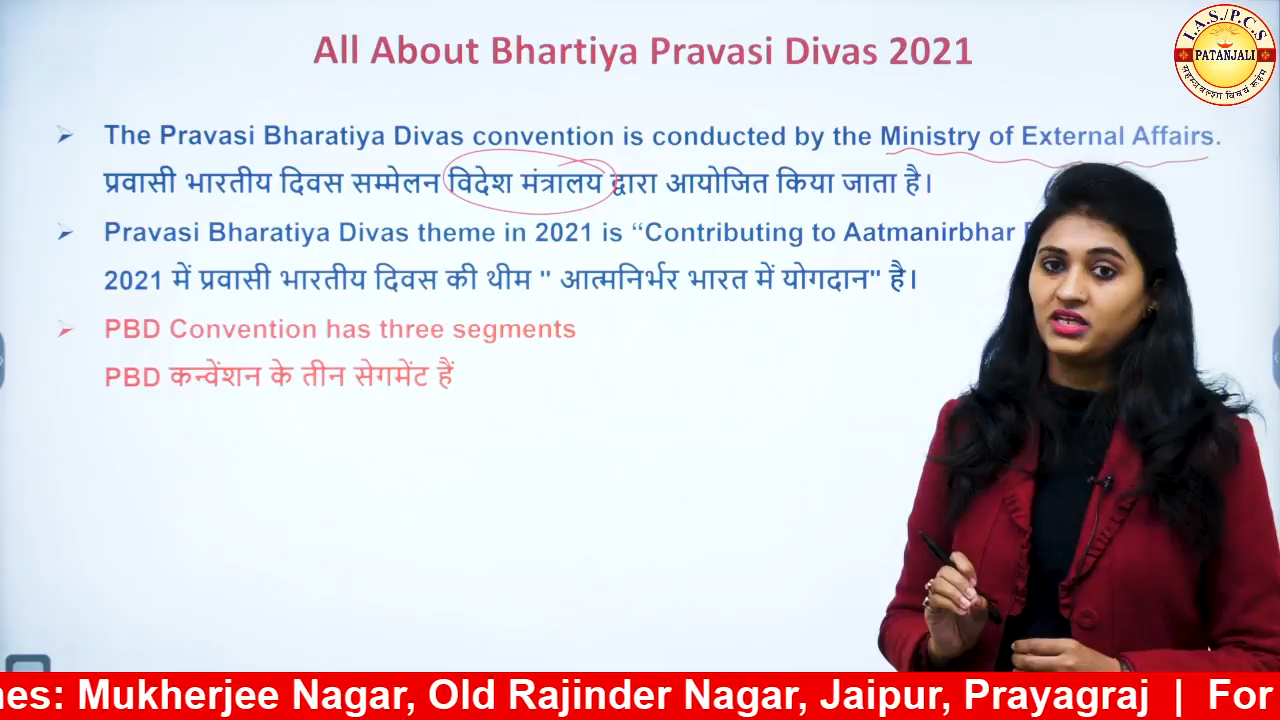 All About Bhartiya Pravasi Divas 2021
I.A.S./P.C.S
PATANJALI
The Pravasi Bharatiya Divas convention is conducted by the Ministry of External Affairs.
प्रवासी भारतीय दिवस सम्मेलन विदेश मंत्रालय द्वारा आयोजित किया जाता है।
Pravasi Bharatiya Divas theme in 2021 is “Contributing to Aatmanirbhar
2021 में प्रवासी भारतीय दिवस की थीम " आत्मनिर्भर भारत में योगदान" है।
PBD Convention has three segments
PBD कन्वेंशन के तीन सेगमेंट हैं
nes: Mukherjee Nagar, Old Rajinder Nagar, Jaipur, Prayagraj | For